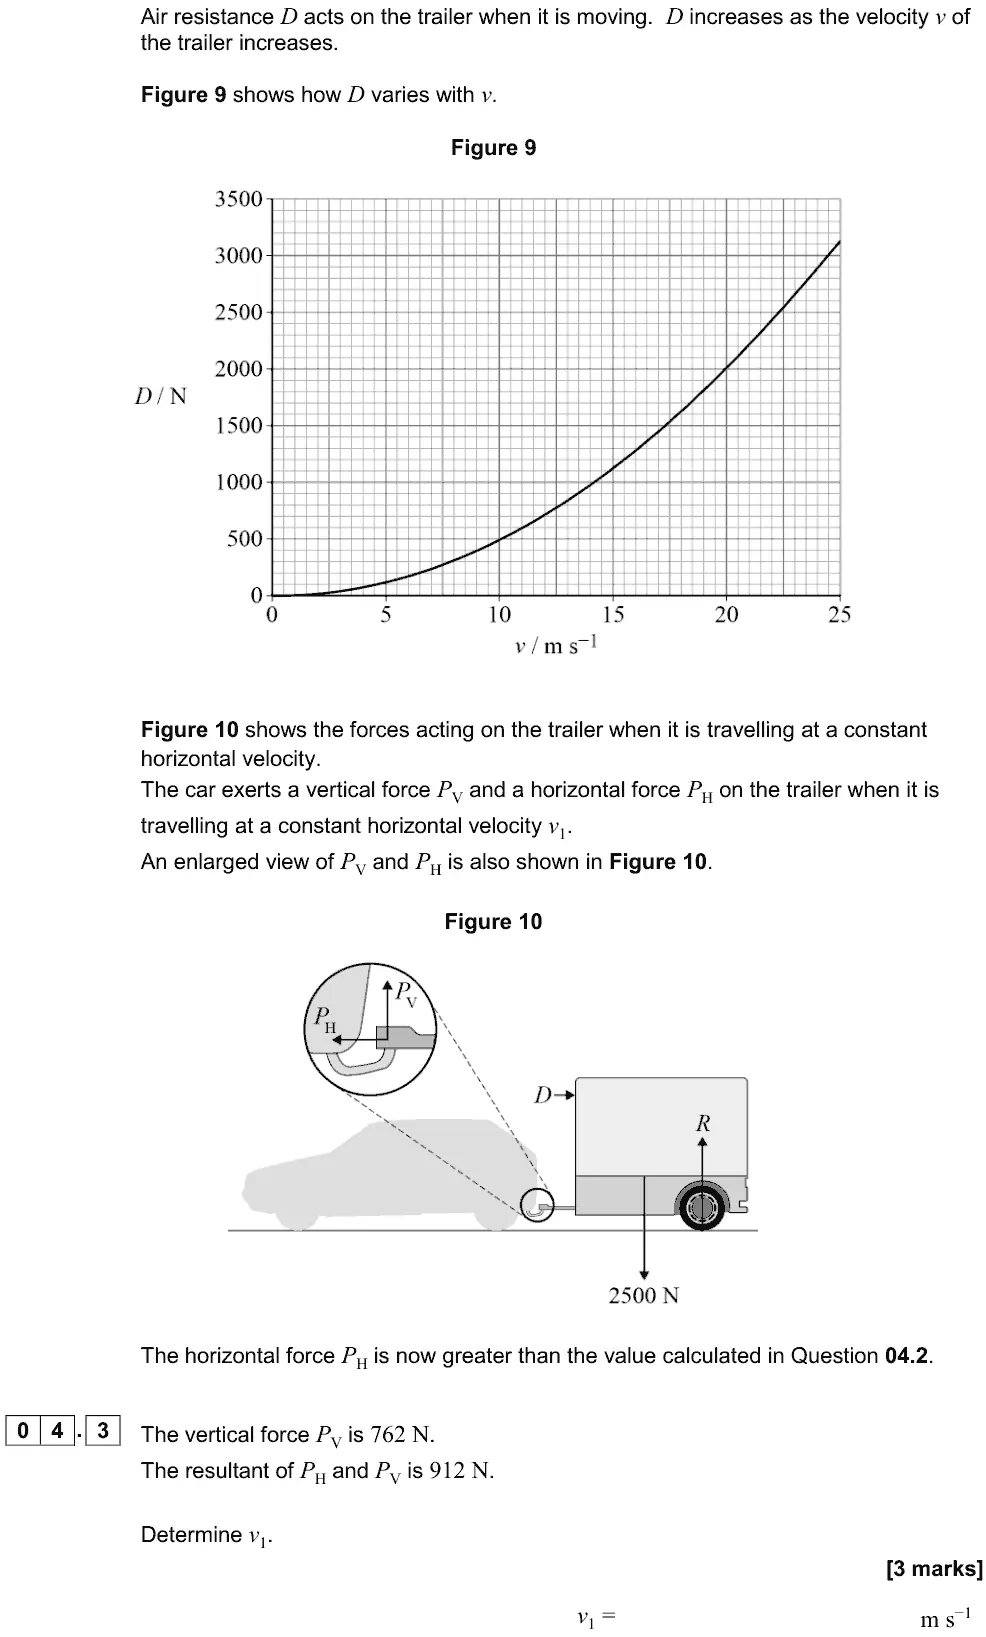 Air resistance D acts on the trailer when it is moving. D increases as the velocity v of
the trailer increases.
Figure 9 shows how D varies with v.
Figure 9
3500
3000
2500
2000
D / N
1500
1000
500
0
0 5 10 15 20 25
v / m s⁻¹
Figure 10 shows the forces acting on the trailer when it is travelling at a constant
horizontal velocity.
The car exerts a vertical force P_V and a horizontal force P_H on the trailer when it is
travelling at a constant horizontal velocity v₁.
An enlarged view of P_V and P_H is also shown in Figure 10.
Figure 10
P_V
P_H
D
R
2500 N
The horizontal force P_H is now greater than the value calculated in Question 04.2.
0 4 . 3 The vertical force P_V is 762 N.
The resultant of P_H and P_V is 912 N.
Determine v₁.
[3 marks]
v₁ = m s⁻¹